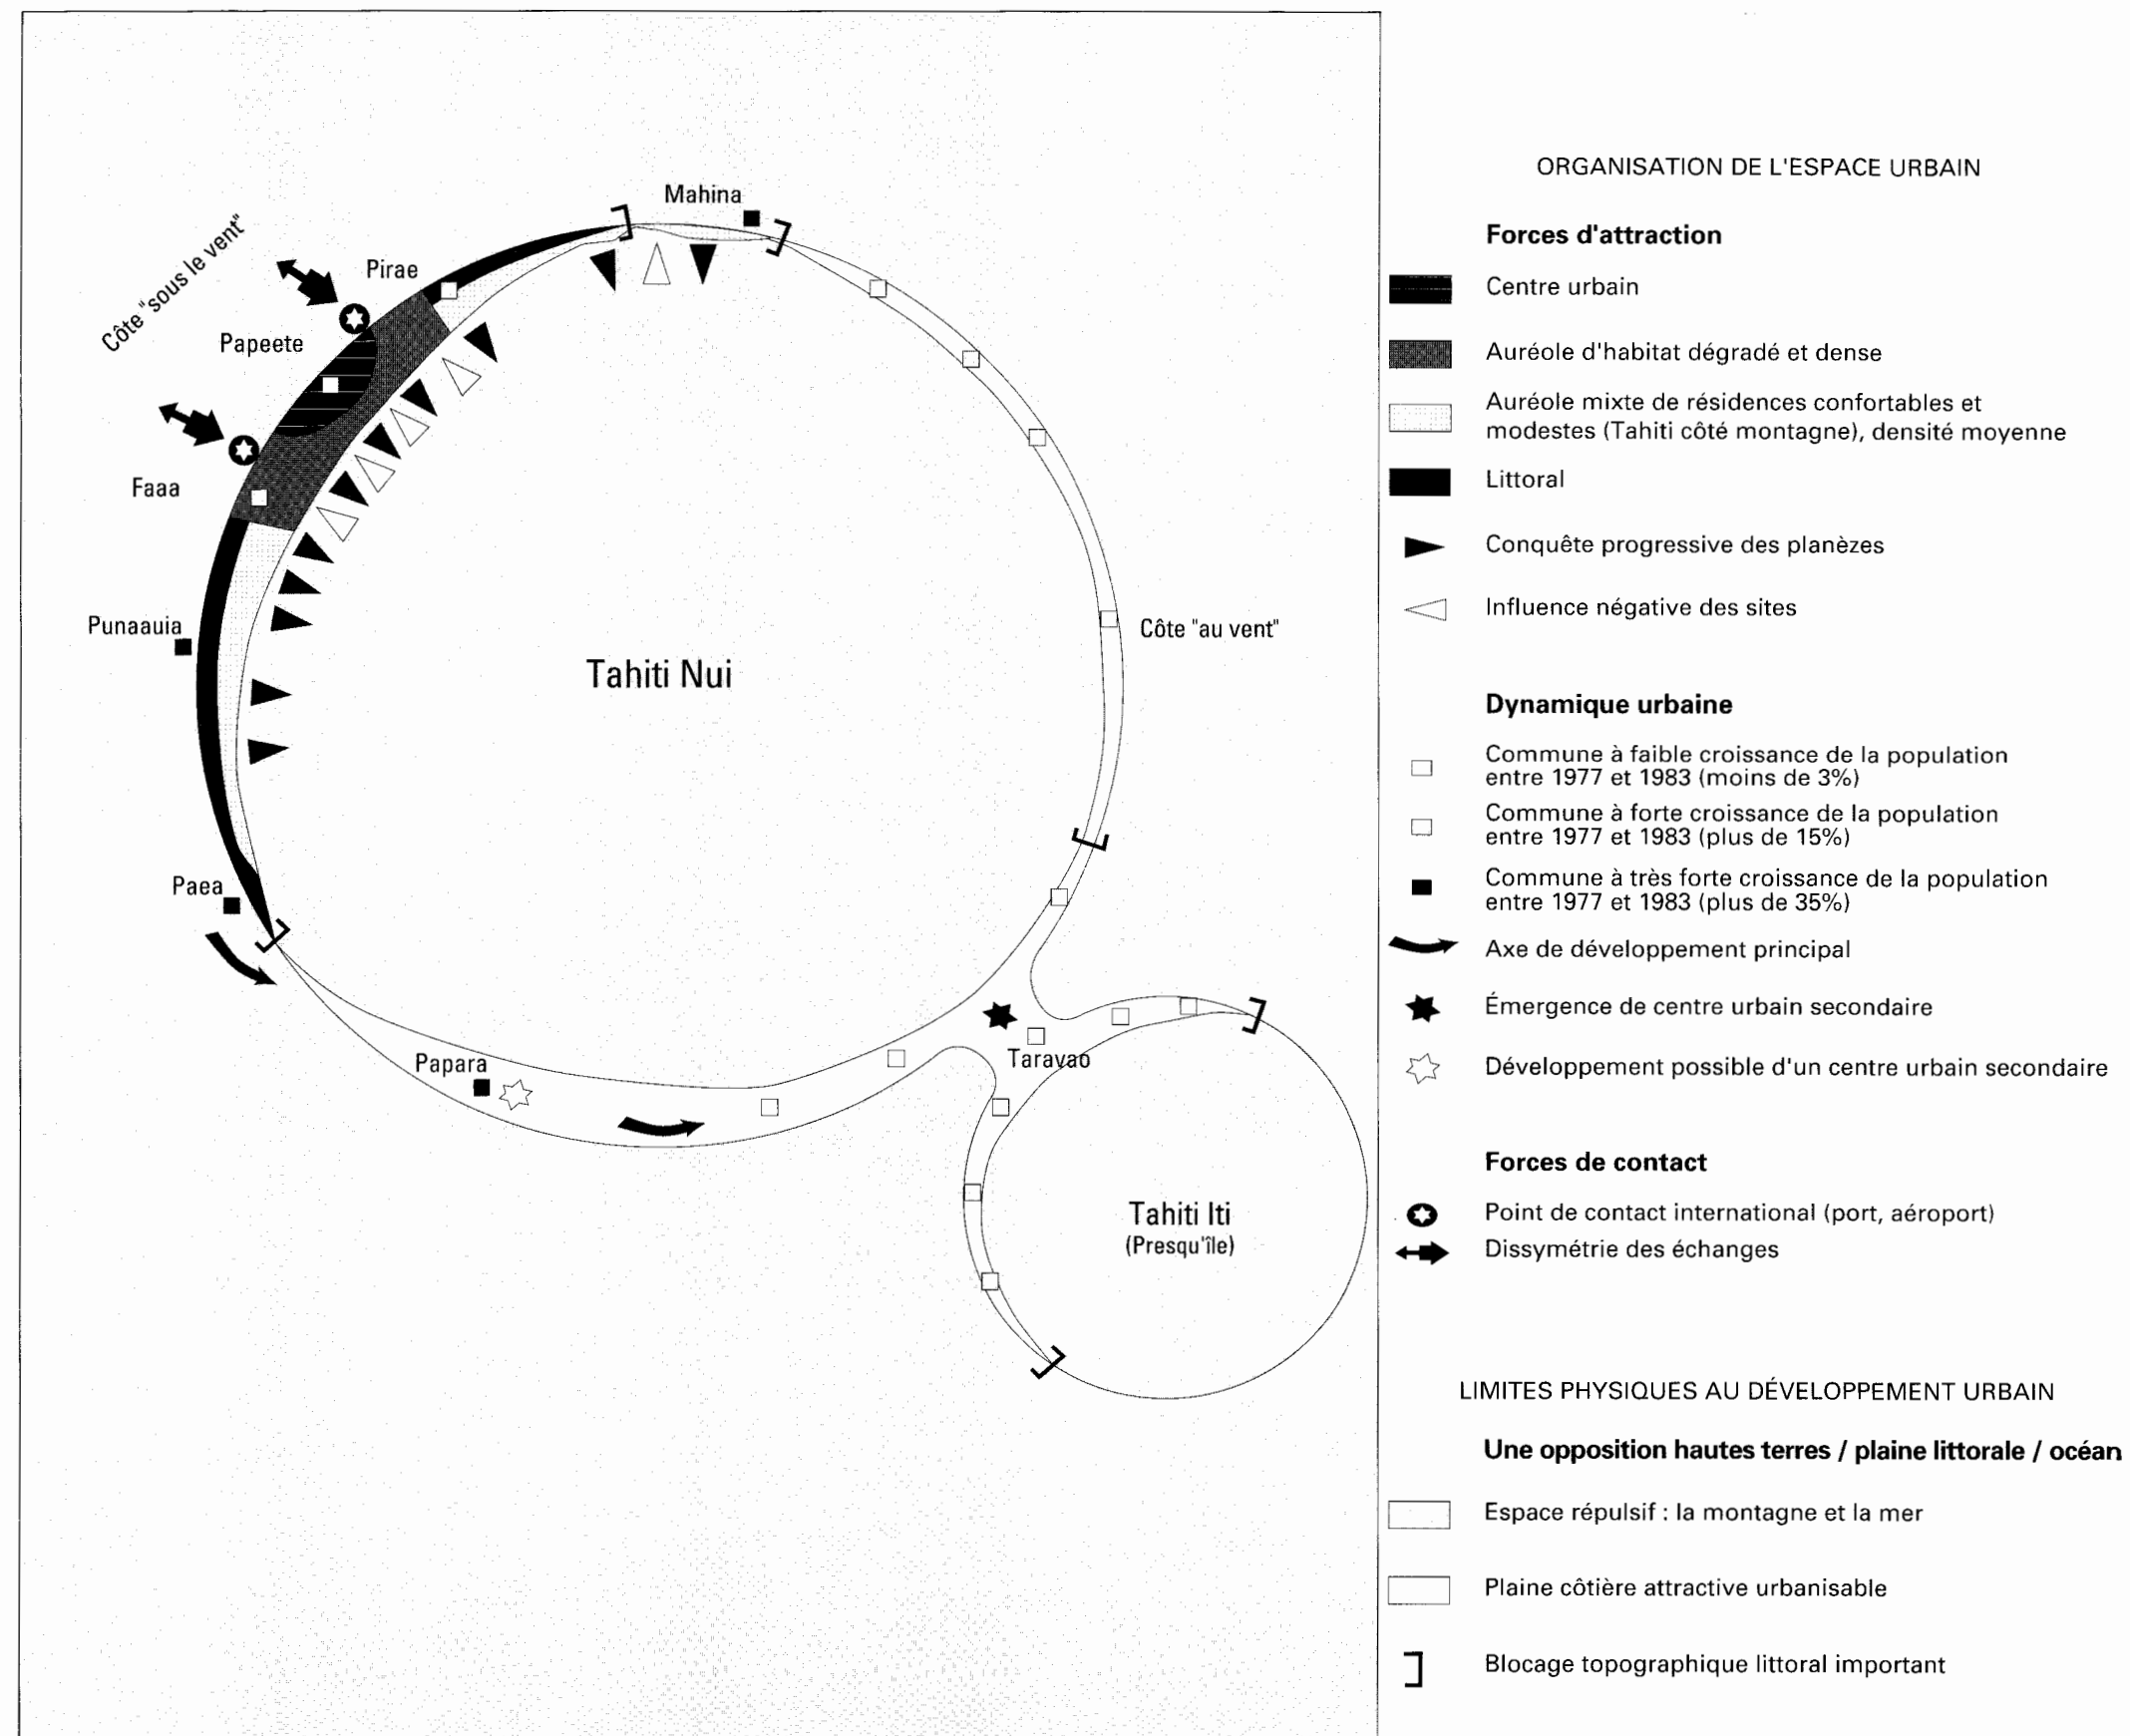 Mahina
Côte "sous le vent"
Pirae
Papeete
Faaa
Punaauia
Côte "au vent"
Tahiti Nui
Paea
Papara
Taravao
Tahiti Iti
(Presqu'île)
ORGANISATION DE L'ESPACE URBAIN
Forces d'attraction
Centre urbain
Auréole d'habitat dégradé et dense
Auréole mixte de résidences confortables et
modestes (Tahiti côté montagne), densité moyenne
Littoral
Conquête progressive des planèzes
Influence négative des sites
Dynamique urbaine
Commune à faible croissance de la population
entre 1977 et 1983 (moins de 3%)
Commune à forte croissance de la population
entre 1977 et 1983 (plus de 15%)
Commune à très forte croissance de la population
entre 1977 et 1983 (plus de 35%)
Axe de développement principal
Émergence de centre urbain secondaire
Développement possible d'un centre urbain secondaire
Forces de contact
Point de contact international (port, aéroport)
Dissymétrie des échanges
LIMITES PHYSIQUES AU DÉVELOPPEMENT URBAIN
Une opposition hautes terres / plaine littorale / océan
Espace répulsif : la montagne et la mer
Plaine côtière attractive urbanisable
Blocage topographique littoral important